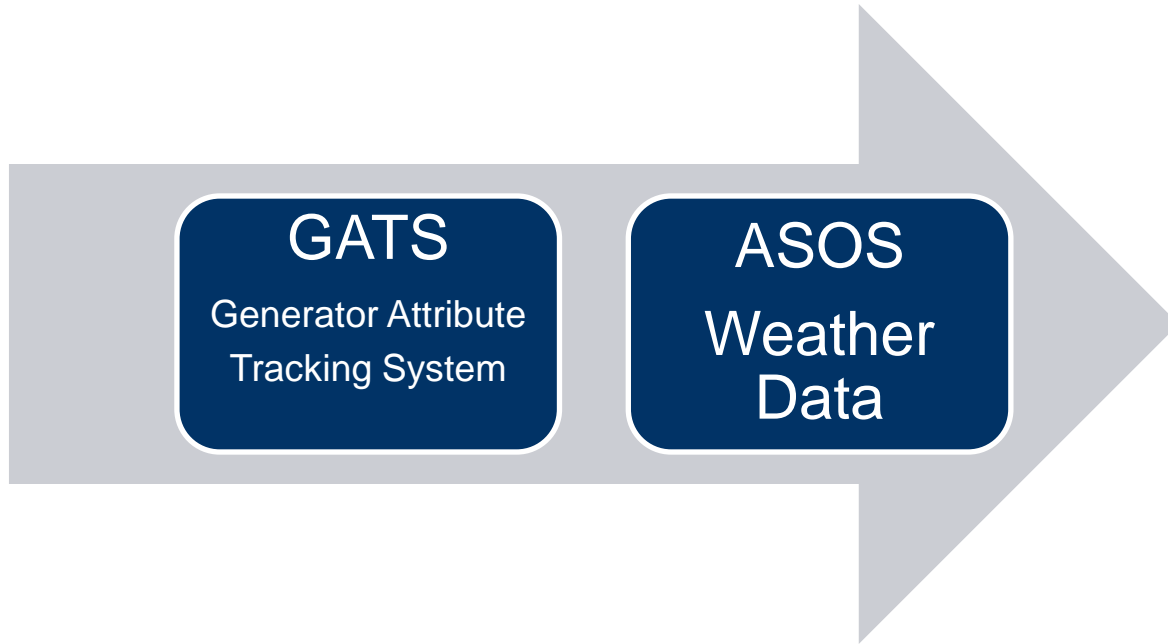 GATS
Generator Attribute
Tracking System
ASOS
Weather
Data